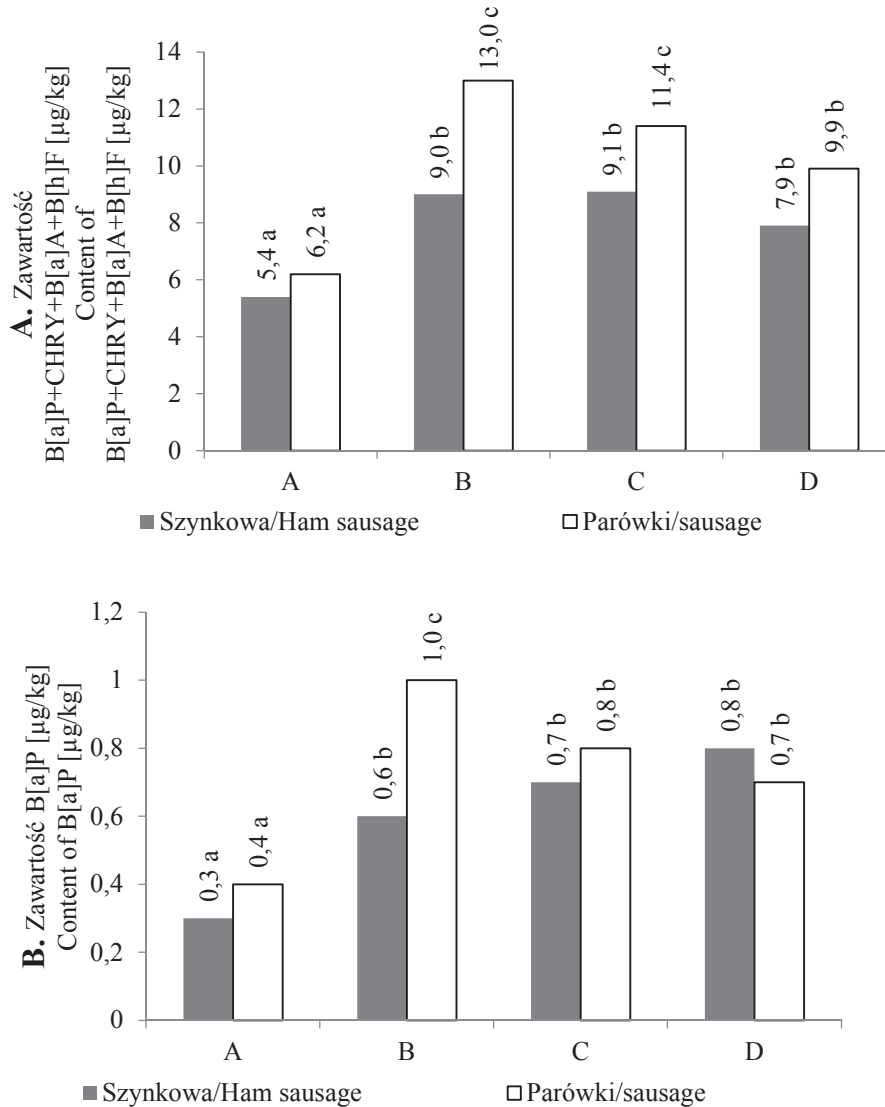 A. Zawartość
B[a]P+CHRY+B[a]A+B[h]F [µg/kg]
Content of
B[a]P+CHRY+B[a]A+B[h]F [µg/kg]
14
12
10
8
6
4
2
0
5,4 a
6,2 a
9,0 b
13,0 c
9,1 b
11,4 c
7,9 b
9,9 b
A B C D
Szynkowa/Ham sausage Parówki/sausage
B. Zawartość B[a]P [µg/kg]
Content of B[a]P [µg/kg]
1,2
1
0,8
0,6
0,4
0,2
0
0,3 a
0,4 a
0,6 b
1,0 c
0,7 b
0,8 b
0,8 b
0,7 b
A B C D
Szynkowa/Ham sausage Parówki/sausage